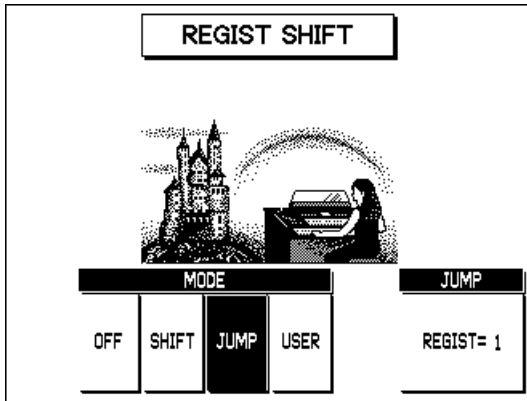 REGIST SHIFT
MODE
JUMP
OFF SHIFT JUMP USER
REGIST= 1